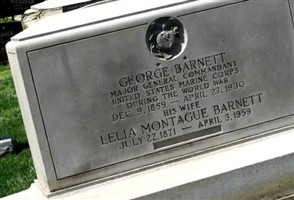 GEORGE BARNETT
MAJOR GENERAL COMMANDANT
UNITED STATES MARINE CORPS
DURING THE WORLD WAR
DEC. 9, 1859 – APRIL 27, 1930
HIS WIFE
LELIA MONTAGUE BARNETT
JULY 22, 1871 – APRIL 3, 1959